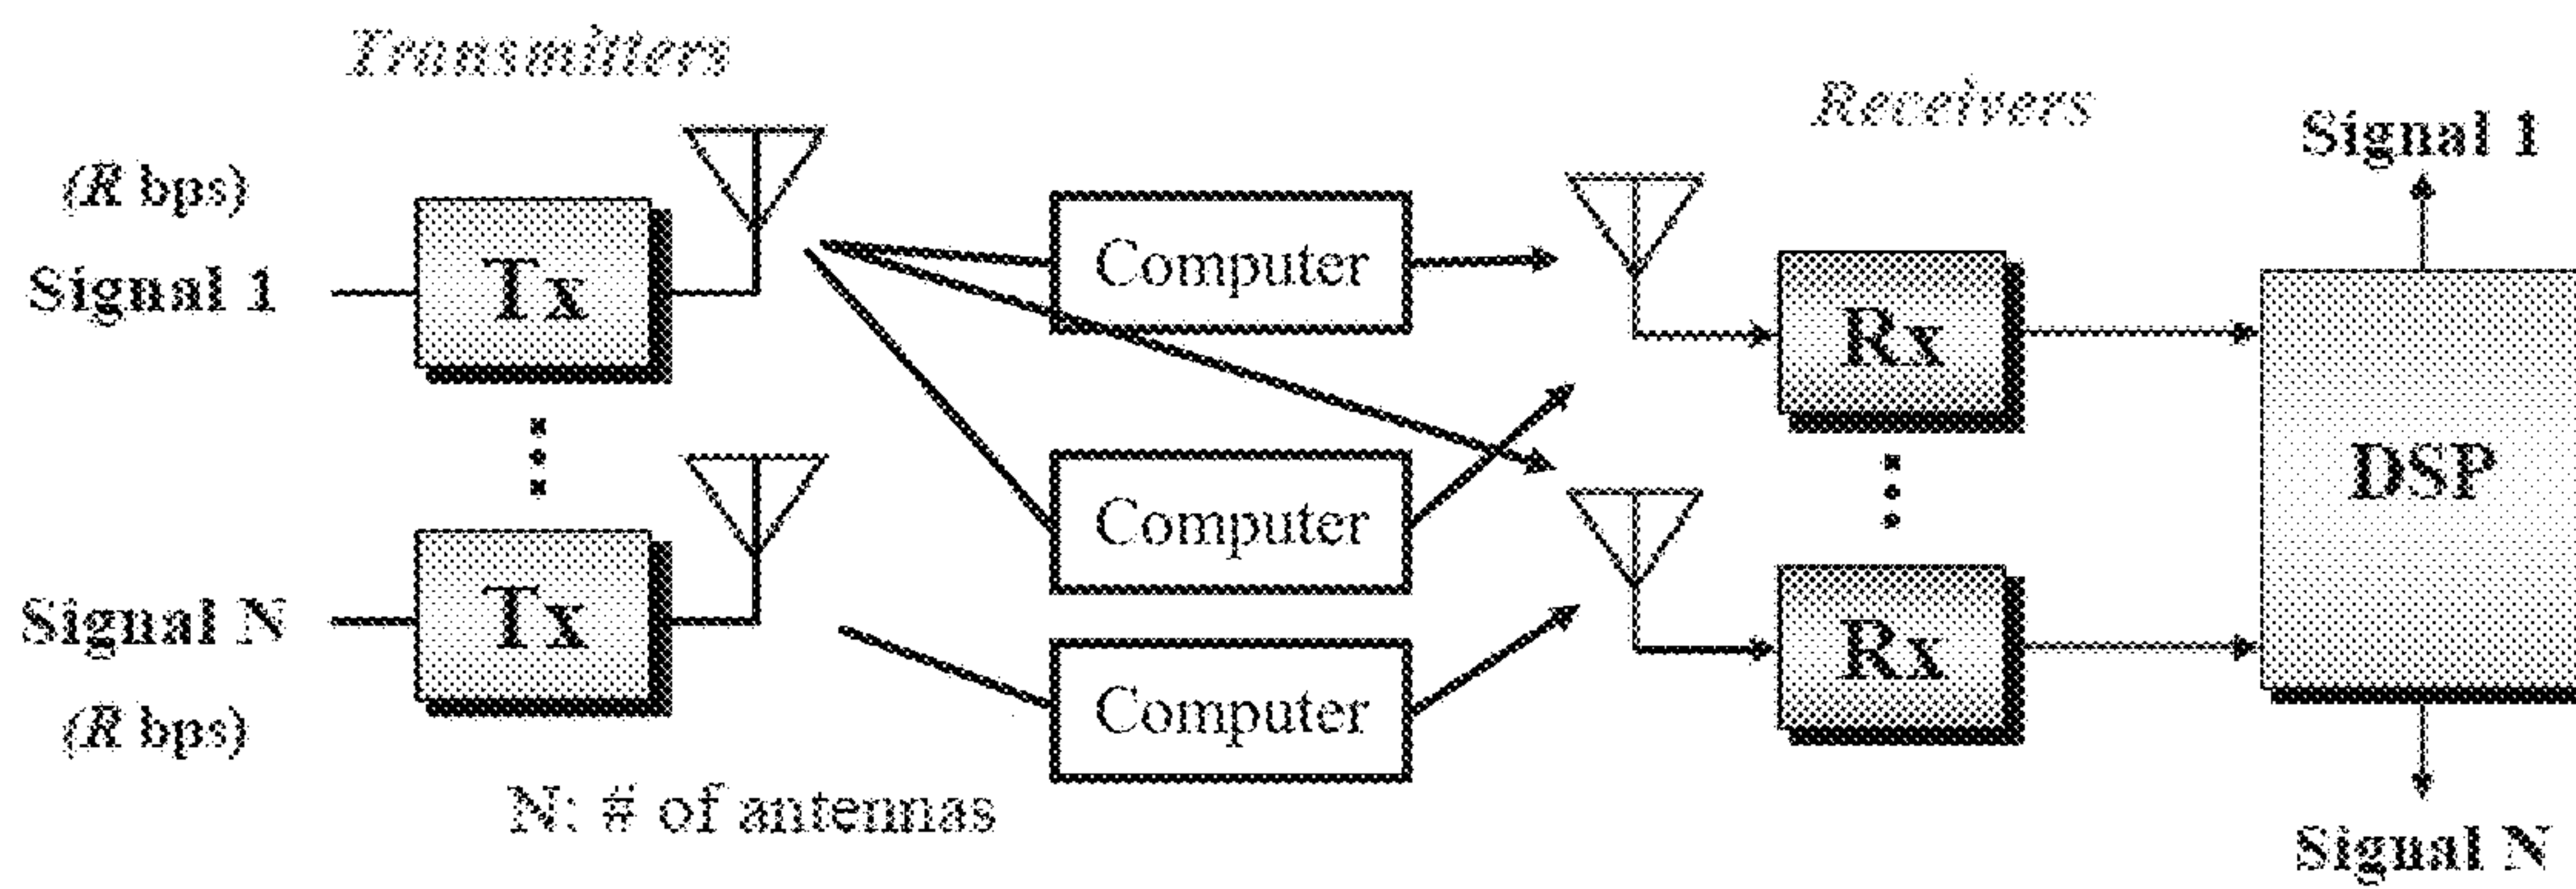 Transmitters
Receivers
Signal 1
(R bps)
Tx
Computer
Signal 1
Rx
DSP
Computer
Signal N
Tx
Rx
Computer
(R bps)
N: # of antennas
Signal N